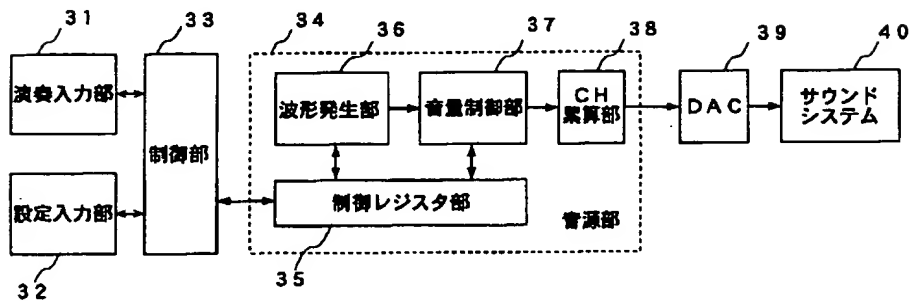 31
33
34
36
37
38
39
40
演奏入力部
制御部
波形発生部
音量制御部
CH
累算部
DAC
サウンド
システム
設定入力部
制御レジスタ部
音源部
32
35